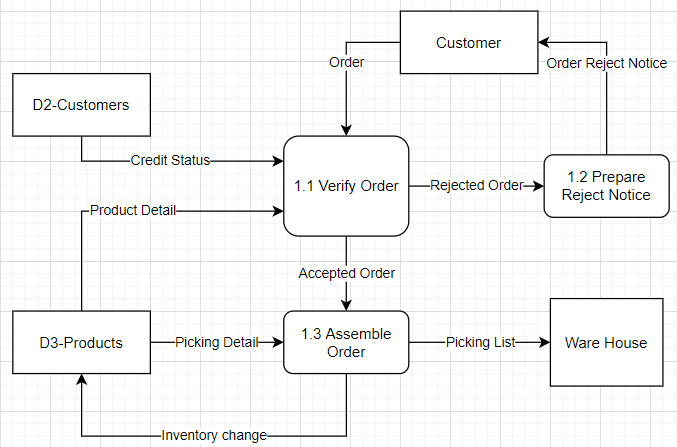 Customer
Order
Order Reject Notice
D2-Customers
Credit Status
1.1 Verify Order
Rejected Order
1.2 Prepare
Reject Notice
Product Detail
Accepted Order
D3-Products
Picking Detail
1.3 Assemble
Order
Picking List
Ware House
Inventory change